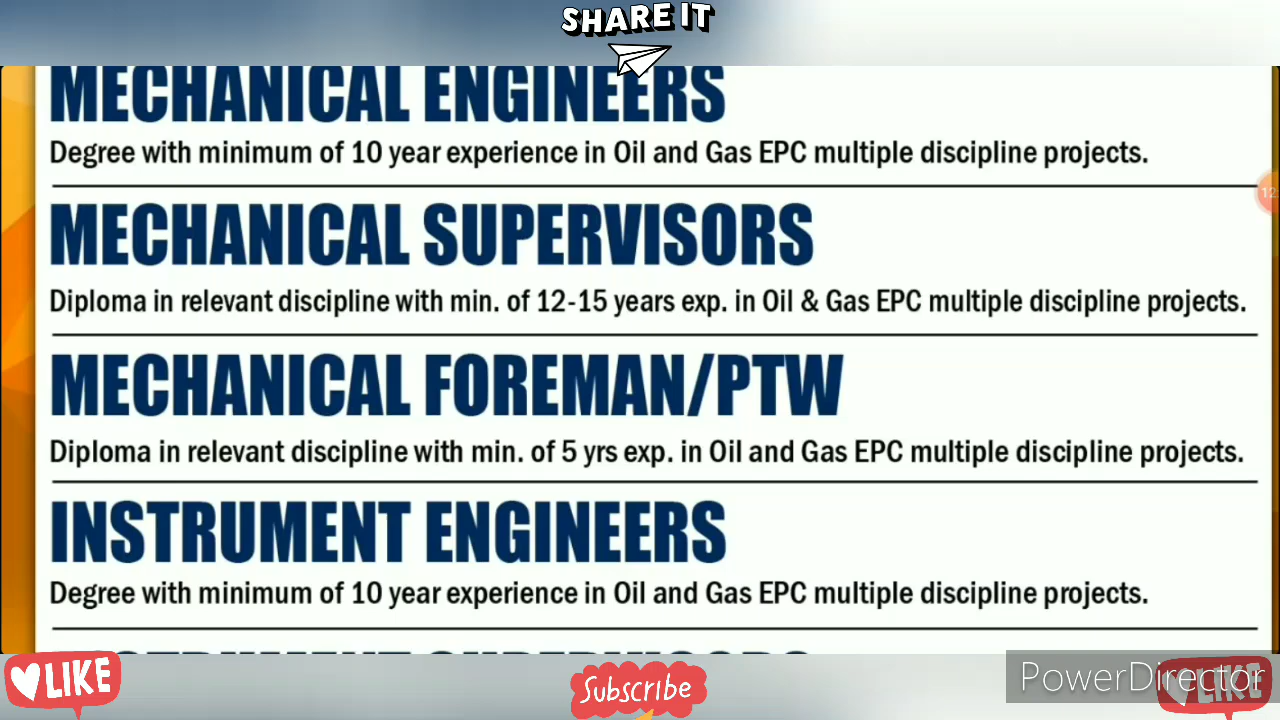 SHARE IT
MECHANICAL ENGINEERS
Degree with minimum of 10 year experience in Oil and Gas EPC multiple discipline projects.
12
MECHANICAL SUPERVISORS
Diploma in relevant discipline with min. of 12-15 years exp. in Oil & Gas EPC multiple discipline projects.
MECHANICAL FOREMAN/PTW
Diploma in relevant discipline with min. of 5 yrs exp. in Oil and Gas EPC multiple discipline projects.
INSTRUMENT ENGINEERS
Degree with minimum of 10 year experience in Oil and Gas EPC multiple discipline projects.
LIKE
Subscribe
PowerDirector
LIKE